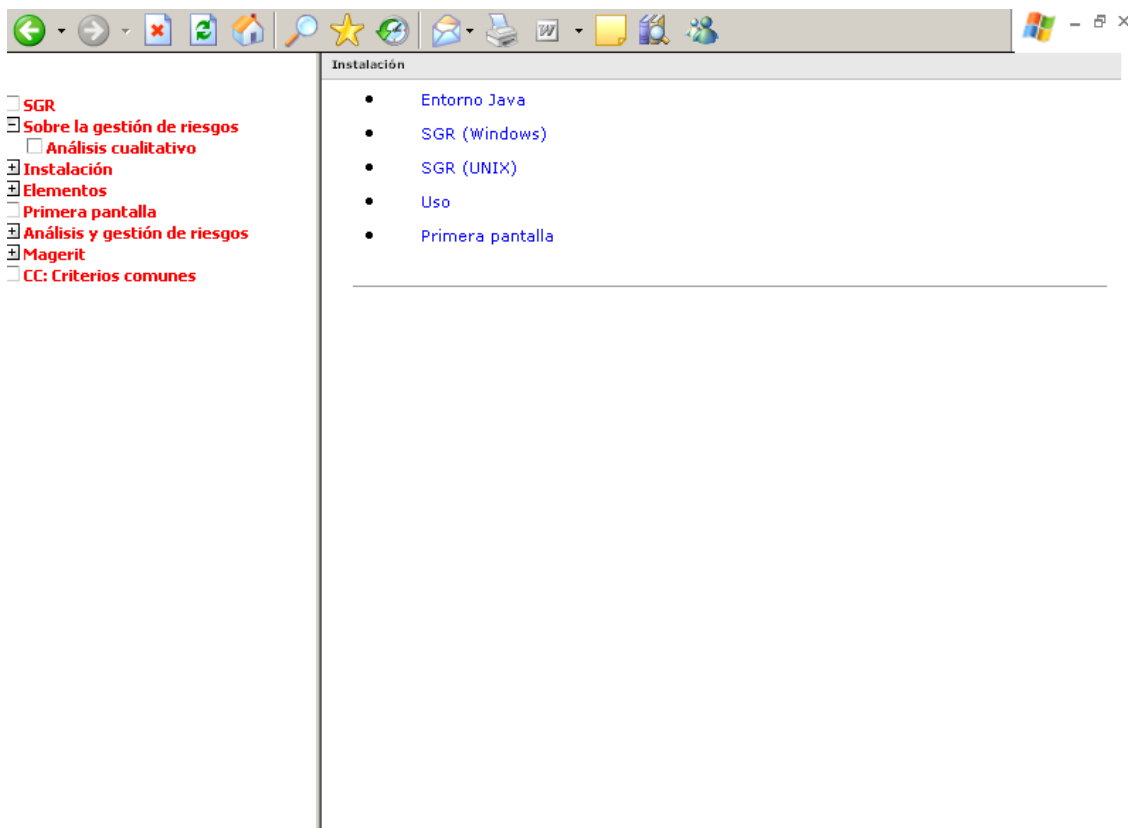 SGR
Sobre la gestión de riesgos
Análisis cualitativo
Instalación
Elementos
Primera pantalla
Análisis y gestión de riesgos
Magerit
CC: Criterios comunes
Instalación
Entorno Java
SGR (Windows)
SGR (UNIX)
Uso
Primera pantalla